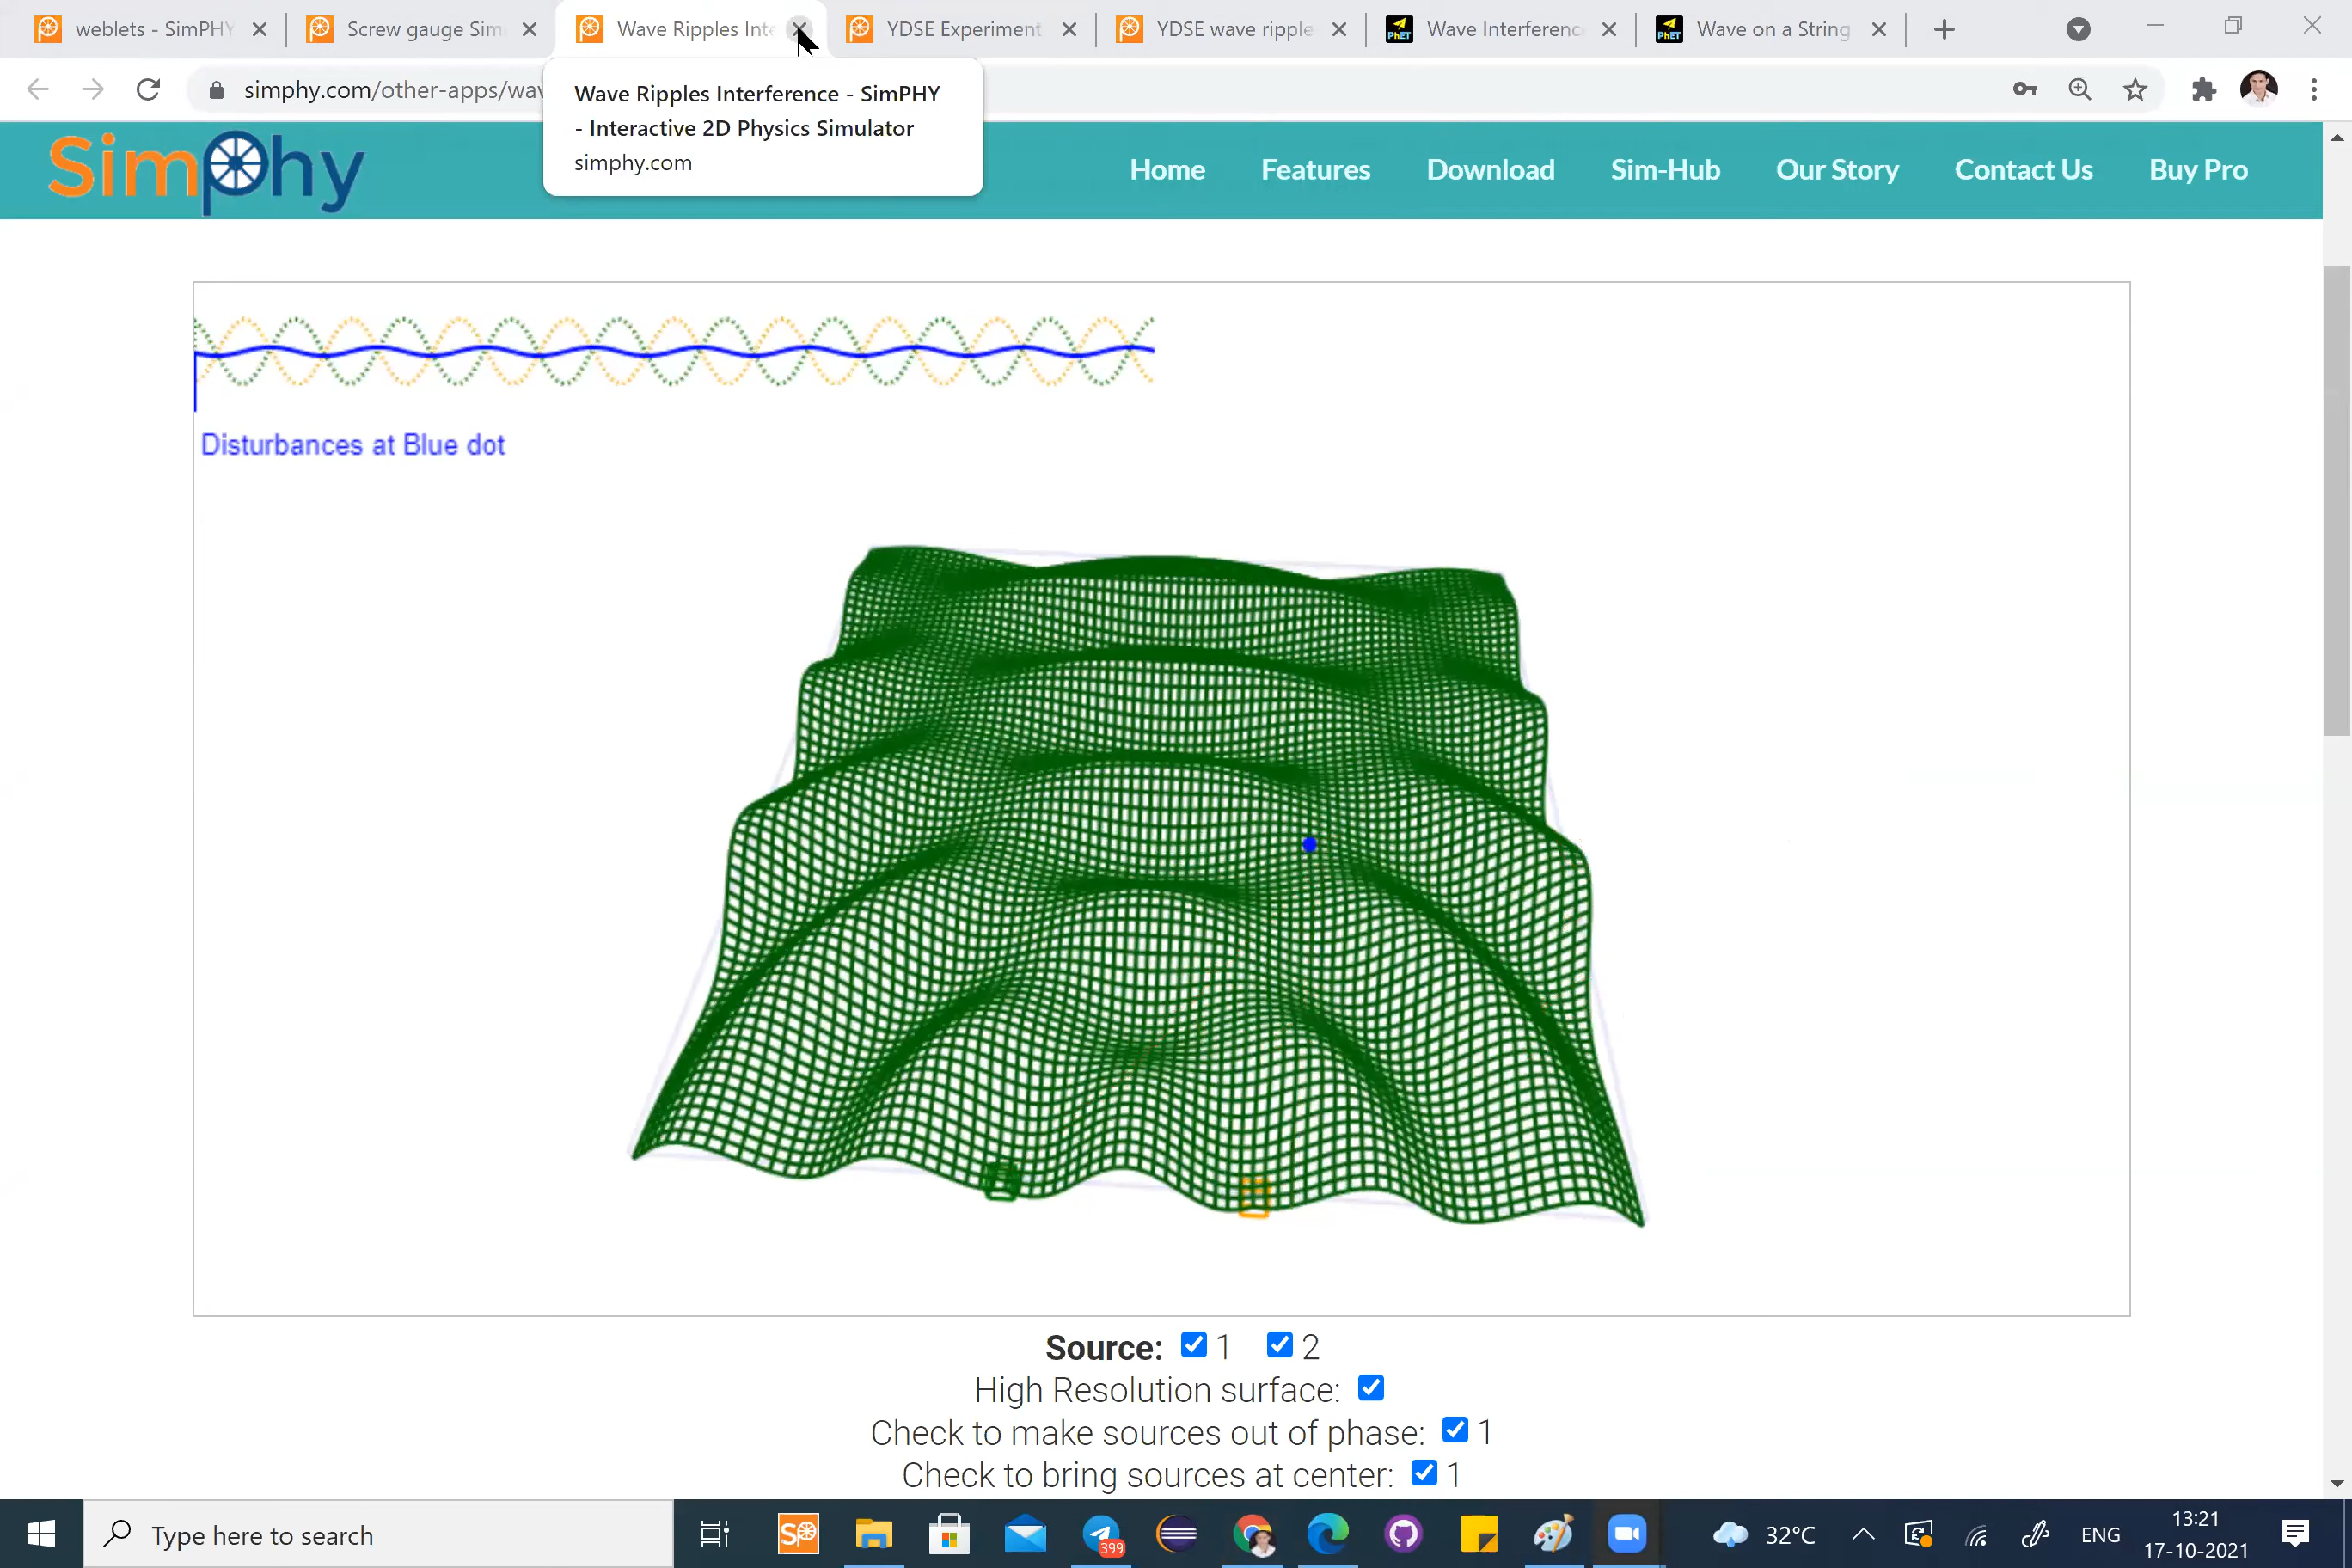 weblets - SimPHY
Screw gauge Sim
Wave Ripples Inte
YDSE Experiment
YDSE wave ripple
Wave Interferenc
Wave on a String
simphy.com/other-apps/wav
Wave Ripples Interference - SimPHY
- Interactive 2D Physics Simulator
simphy.com
Simphy
Home Features Download Sim-Hub Our Story Contact Us Buy Pro
Disturbances at Blue dot
Source: 1 2
High Resolution surface:
Check to make sources out of phase: 1
Check to bring sources at center: 1
Type here to search
SP
399
32°C
ENG
13:21
17-10-2021